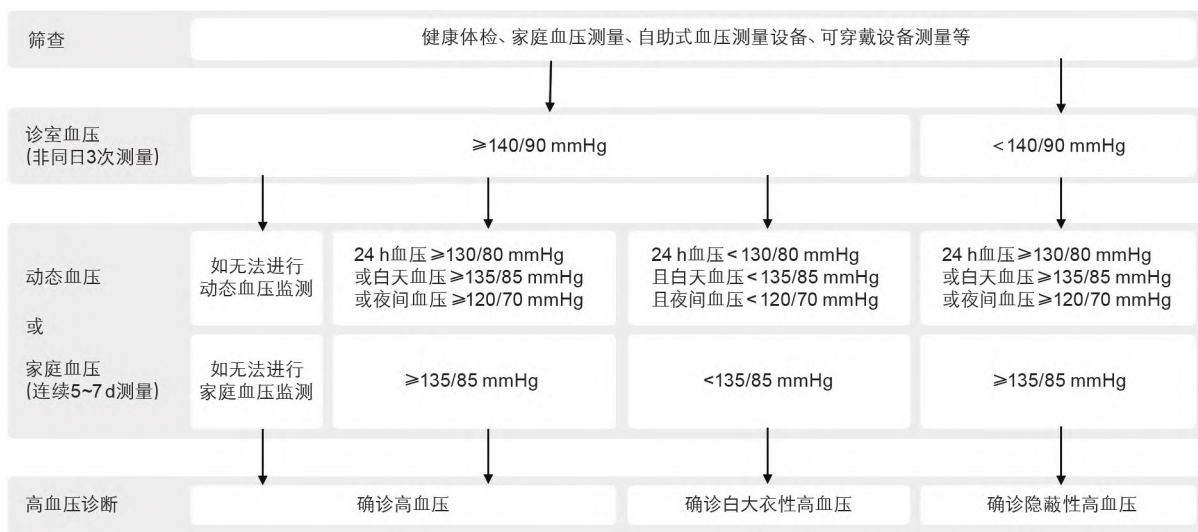 筛查
健康体检、家庭血压测量、自助式血压测量设备、可穿戴设备测量等
诊室血压
(非同日3次测量)
≥140/90 mmHg
<140/90 mmHg
动态血压
或
家庭血压
(连续5~7 d测量)
如无法进行
动态血压监测
24 h血压≥130/80 mmHg
或白天血压≥135/85 mmHg
或夜间血压≥120/70 mmHg
24 h血压<130/80 mmHg
且白天血压<135/85 mmHg
且夜间血压<120/70 mmHg
24 h血压≥130/80 mmHg
或白天血压≥135/85 mmHg
或夜间血压≥120/70 mmHg
如无法进行
家庭血压监测
≥135/85 mmHg
<135/85 mmHg
≥135/85 mmHg
高血压诊断
确诊高血压
确诊白大衣性高血压
确诊隐蔽性高血压